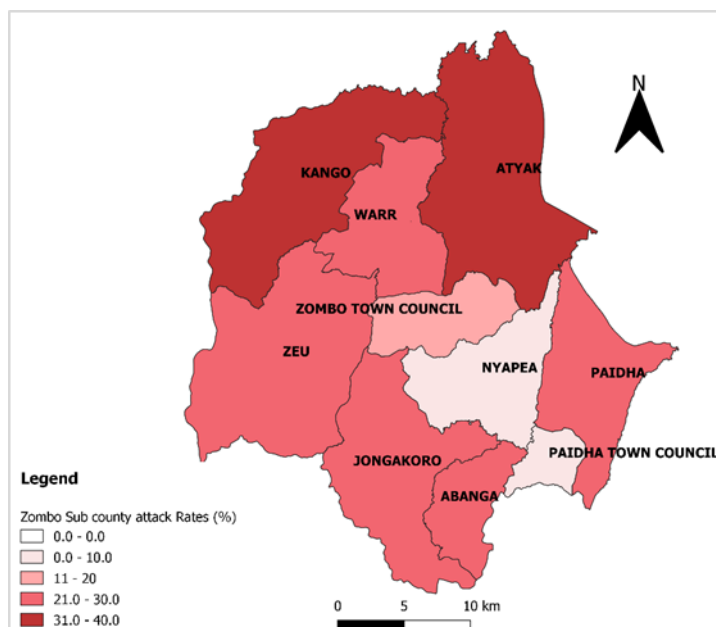 N
KANGO
ATYAK
WARR
ZOMBO TOWN COUNCIL
ZEU
NYAPEA
PAIDHA
PAIDHA TOWN COUNCIL
JONGAKORO
ABANGA
Legend
Zombo Sub county attack Rates (%)
0.0 - 0.0
0.0 - 10.0
11 - 20
21.0 - 30.0
31.0 - 40.0
0 5 10 km